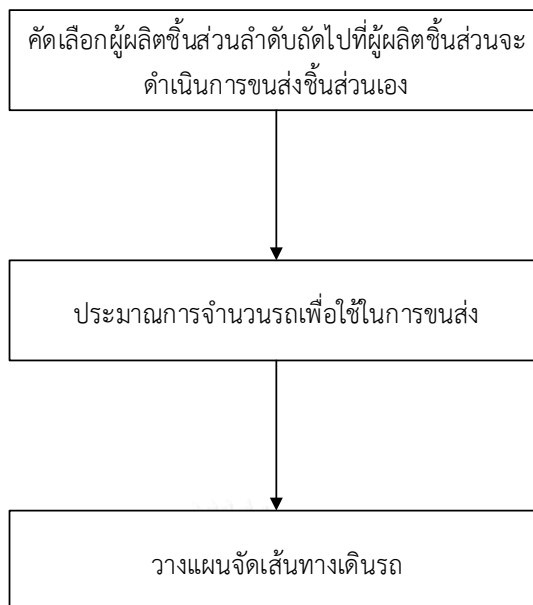 คัดเลือกผู้ผลิตชิ้นส่วนลำดับถัดไปที่ผู้ผลิตชิ้นส่วนจะ
ดำเนินการขนส่งชิ้นส่วนเอง
ประมาณการจำนวนรถเพื่อใช้ในการขนส่ง
วางแผนจัดเส้นทางเดินรถ